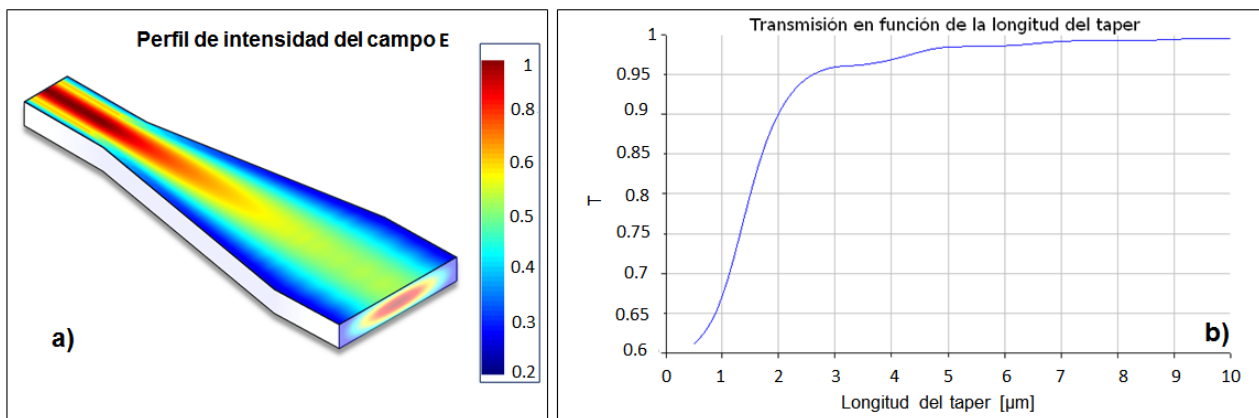 Perfil de intensidad del campo E
1
0.8
0.6
0.5
0.4
0.3
0.2
a)
Transmisión en función de la longitud del taper
1
0.95
0.9
0.85
0.8
0.75
0.7
0.65
0.6
T
0 1 2 3 4 5 6 7 8 9 10
Longitud del taper [µm]
b)